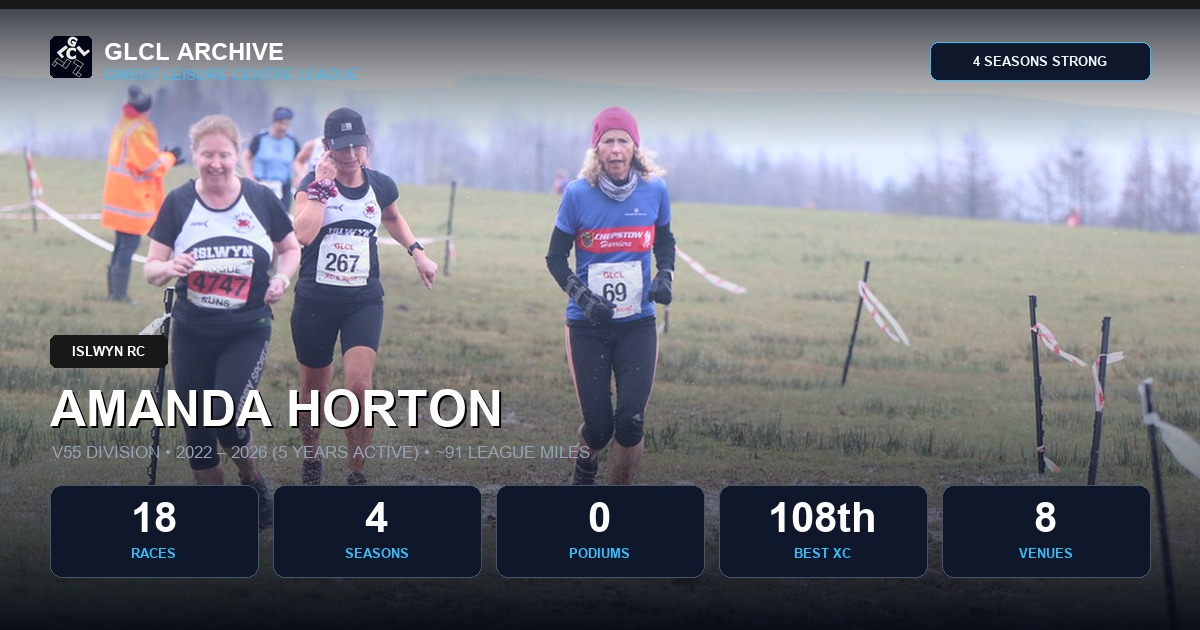 GLCL ARCHIVE
GWENT LEISURE CENTRE LEAGUE
4 SEASONS STRONG
ISLWYN
4747
RUNS
ISLWYN
GLCL
267
CHEPSTOW
Harriers
GLCL
69
ISLWYN RC
AMANDA HORTON
V55 DIVISION • 2022 – 2026 (5 YEARS ACTIVE) • ~91 LEAGUE MILES
18
RACES
4
SEASONS
0
PODIUMS
108th
BEST XC
8
VENUES